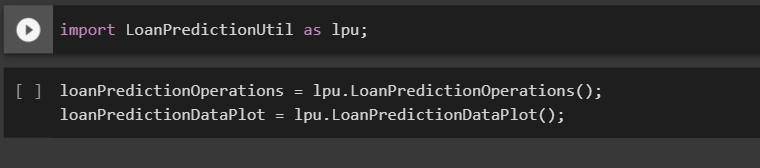 import LoanPredictionUtil as lpu;
[ ] loanPredictionOperations = lpu.LoanPredictionOperations();
loanPredictionDataPlot = lpu.LoanPredictionDataPlot();